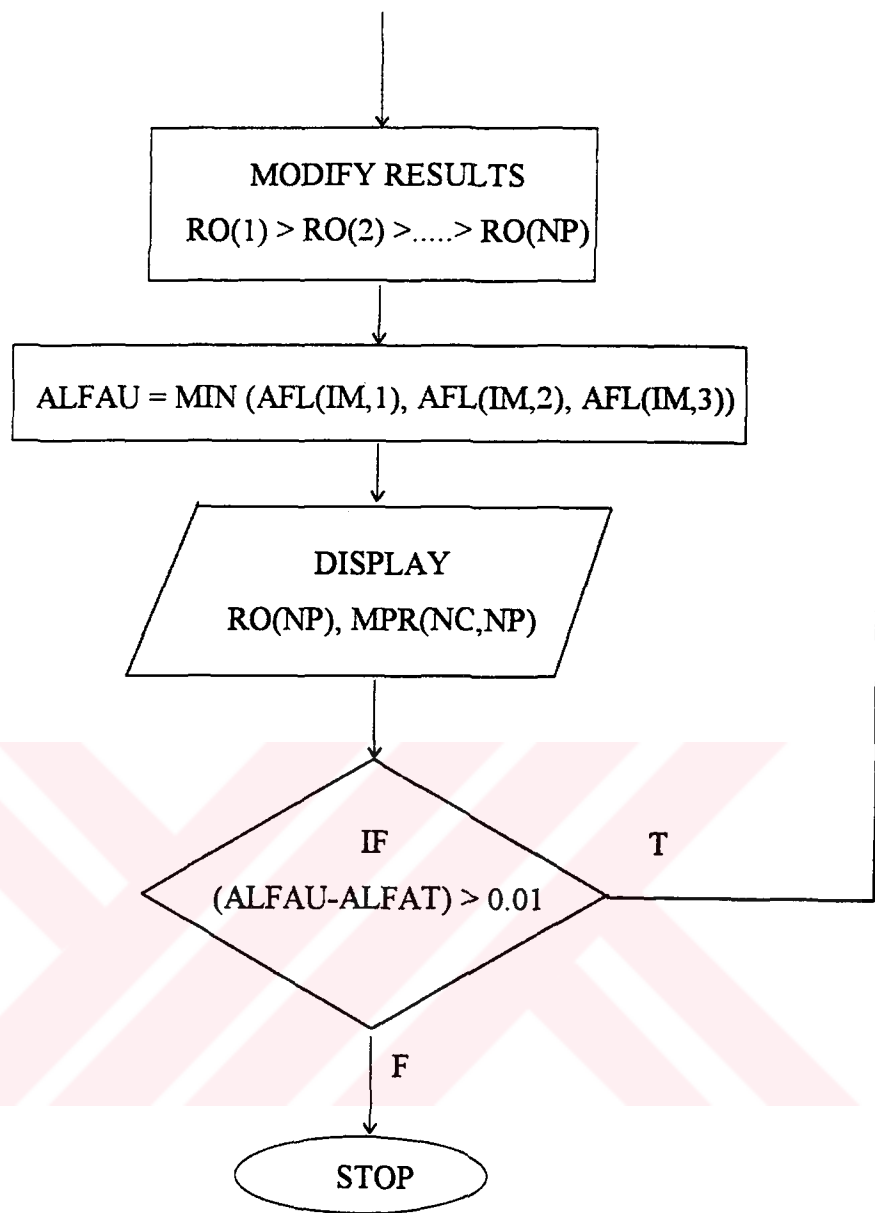 MODIFY RESULTS
RO(1) > RO(2) >.....> RO(NP)
ALFAU = MIN (AFL(IM,1), AFL(IM,2), AFL(IM,3))
DISPLAY
RO(NP), MPR(NC,NP)
IF
(ALFAU-ALFAT) > 0.01
T
F
STOP